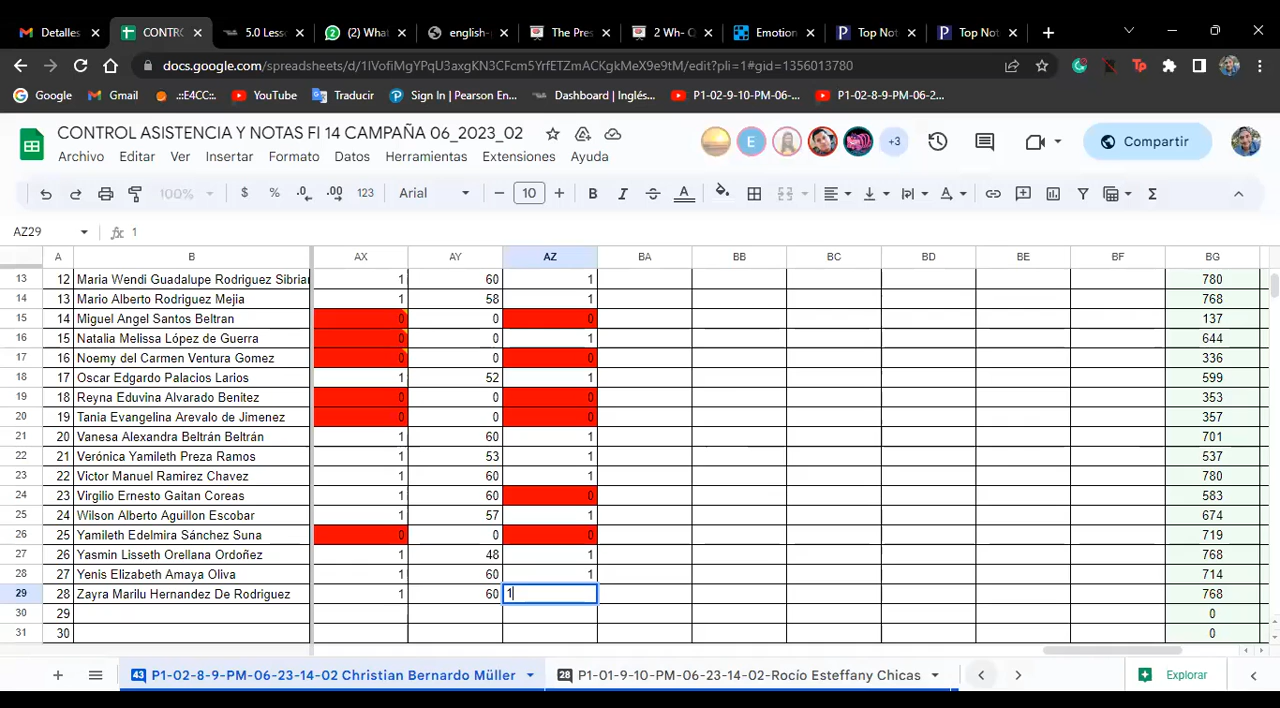 Detalles
CONTRO
5.0 Less
(2) What
english-
The Pres
2 Wh- C
Emotion
Top Not
Top Not
docs.google.com/spreadsheets/d/1lVofiMgYPqU3axgKN3CFcm5YrfETZmACKgkMeX9e9tM/edit?pli=1#gid=1356013780
Google
Gmail
.::E4CC:.
YouTube
Traducir
Sign In | Pearson En...
Dashboard | Inglés...
P1-02-9-10-PM-06-...
P1-02-8-9-PM-06-2...
CONTROL ASISTENCIA Y NOTAS FI 14 CAMPAÑA 06_2023_02
E
+3
Compartir
Archivo Editar Ver Insertar Formato Datos Herramientas Extensiones Ayuda
100% $ % .0 .00 123 Arial 10 B I A
AZ29 fx 1
A B AX AY AZ BA BB BC BD BE BF BG
13 12 Maria Wendi Guadalupe Rodriguez Sibrian 1 60 1 780
14 13 Mario Alberto Rodriguez Mejia 1 58 1 768
15 14 Miguel Angel Santos Beltran 0 0 0 137
16 15 Natalia Melissa López de Guerra 0 0 1 644
17 16 Noemy del Carmen Ventura Gomez 0 0 0 336
18 17 Oscar Edgardo Palacios Larios 1 52 1 599
19 18 Reyna Eduvina Alvarado Benitez 0 0 0 353
20 19 Tania Evangelina Arevalo de Jimenez 0 0 0 357
21 20 Vanesa Alexandra Beltrán Beltrán 1 60 1 701
22 21 Verónica Yamileth Preza Ramos 1 53 1 537
23 22 Victor Manuel Ramirez Chavez 1 60 1 780
24 23 Virgilio Ernesto Gaitan Coreas 1 60 0 583
25 24 Wilson Alberto Aguillon Escobar 1 57 1 674
26 25 Yamileth Edelmira Sánchez Suna 0 0 0 719
27 26 Yasmin Lisseth Orellana Ordoñez 1 48 1 768
28 27 Yenis Elizabeth Amaya Oliva 1 60 1 714
29 28 Zayra Marilu Hernandez De Rodriguez 1 60 1 768
30 29 0
31 30 0
43 P1-02-8-9-PM-06-23-14-02 Christian Bernardo Müller
28 P1-01-9-10-PM-06-23-14-02-Rocío Esteffany Chicas
Explorar